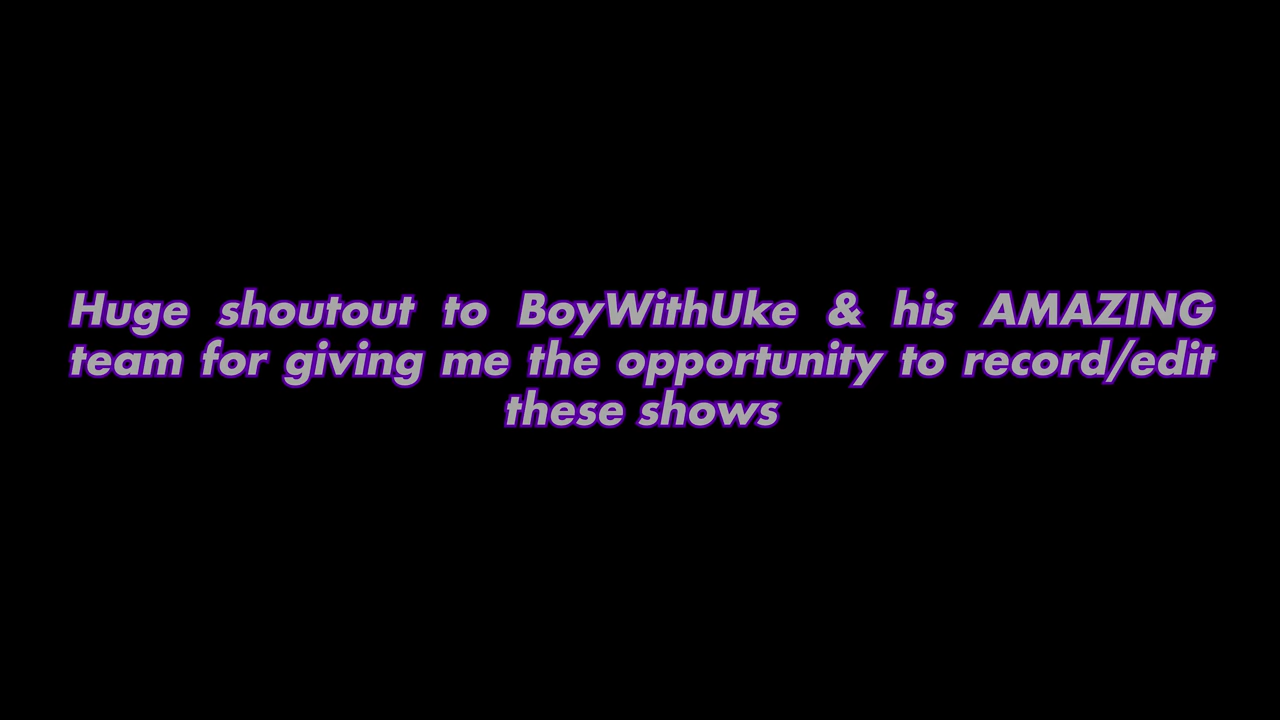 Huge shoutout to BoyWithUke & his AMAZING
team for giving me the opportunity to record/edit
these shows